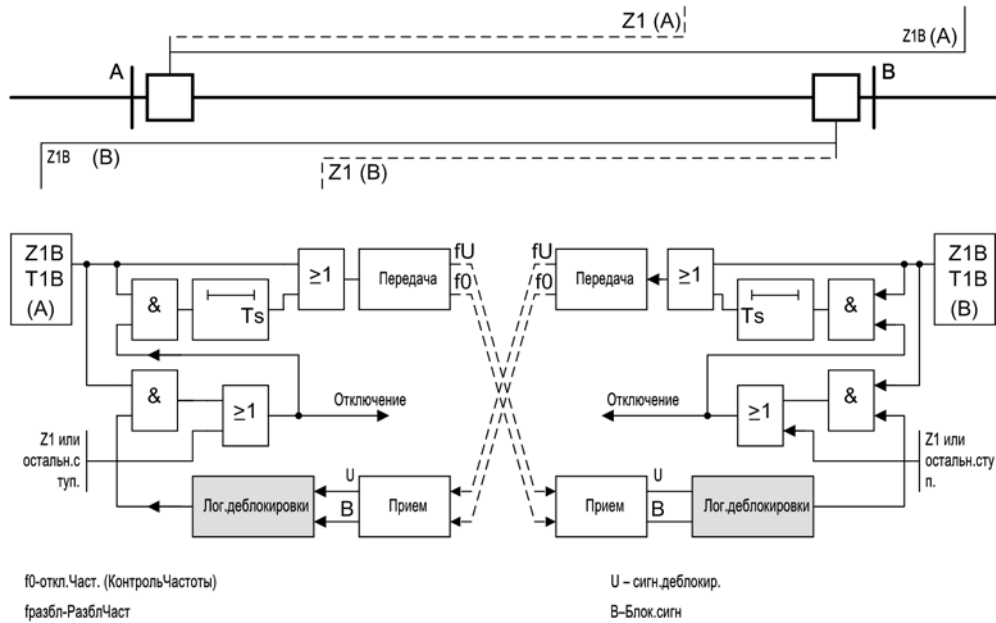 Z1 (A)
Z1B (A)
A
B
Z1B (B)
Z1 (B)
Z1B
T1B
(A)
&
Ts
≥1
Передача
fU
f0
fU
f0
Передача
≥1
Ts
&
Z1B
T1B
(B)
&
≥1
Отключение
Отключение
≥1
&
Z1 или
остальн.с
туп.
Z1 или
остальн.сту
п.
Лог.деблокировки
U
B
Прием
Прием
U
B
Лог.деблокировки
f0-откл.Част. (КонтрольЧастоты)
U – сигн.деблокир.
fразбл-РазблЧаст
B–Блок.сигн